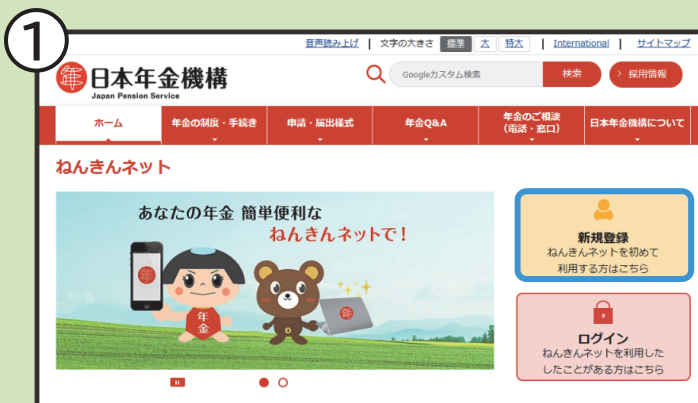 ①
音声読み上げ | 文字の大きさ 標準 大 特大 | International | サイトマップ
年 日本年金機構
Japan Pension Service
Googleカスタム検索 検索 > 採用情報
ホーム 年金の制度・手続き 申請・届出様式 年金Q&A 年金のご相談 日本年金機構について
(電話・窓口)
ねんきんネット
あなたの年金 簡単便利な
ねんきんネットで!
年
年
年
金
新規登録
ねんきんネットを初めて
利用する方はこちら
ログイン
ねんきんネットを利用した
したことがある方はこちら